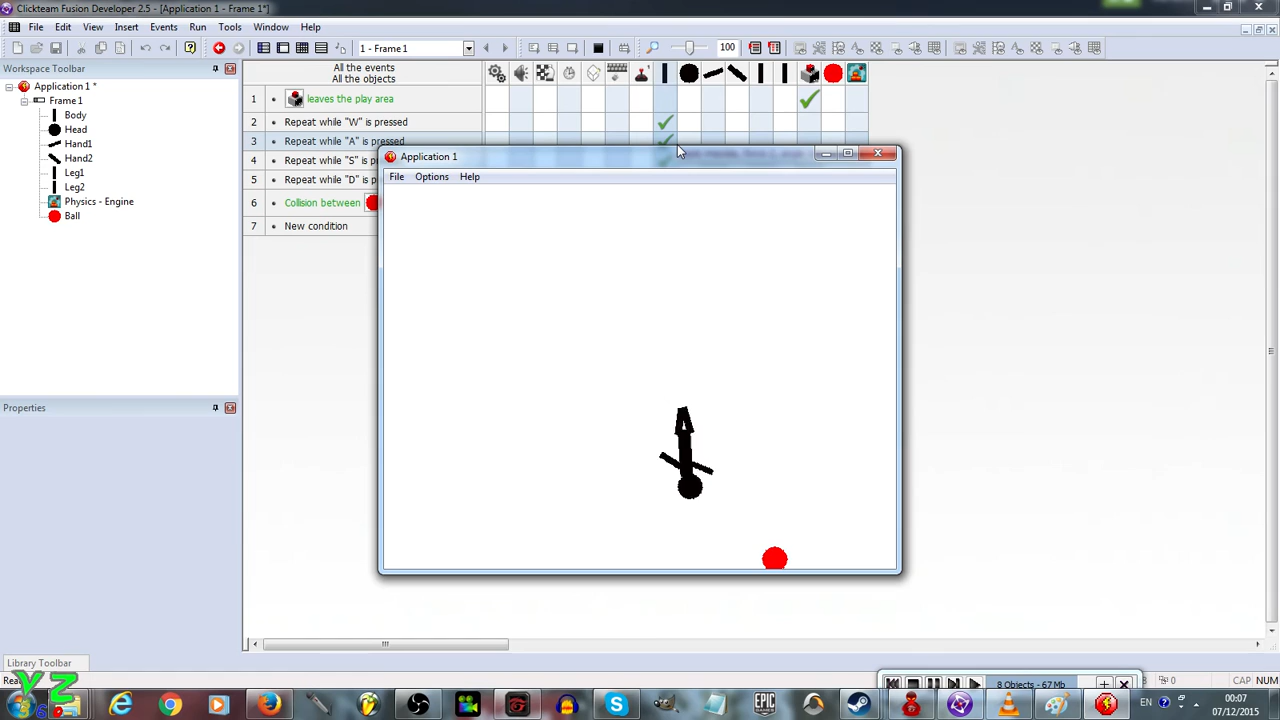 Clickteam Fusion Developer 2.5 - [Application 1 - Frame 1*]
File Edit View Insert Events Run Tools Window Help
1 - Frame 1
100
Workspace Toolbar
Application 1 *
Frame 1
Body
Head
Hand1
Hand2
Leg1
Leg2
Physics - Engine
Ball
Properties
Library Toolbar
All the events
All the objects
1 • leaves the play area
2 • Repeat while "W" is pressed
3 • Repeat while "A" is pressed
4 • Repeat while "S" is p
5 • Repeat while "D" is p
6 • Collision between
7 • New condition
Application 1
File Options Help
8 Objects - 67 Mb
0
CAP NUM
YZ
EPIC
GAMES
EN
00:07
07/12/2015